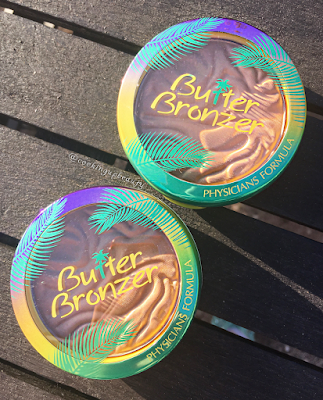 Butter
Bronzer
PHYSICIANS FORMULA
Butter
Bronzer
PHYSICIANS FORMULA